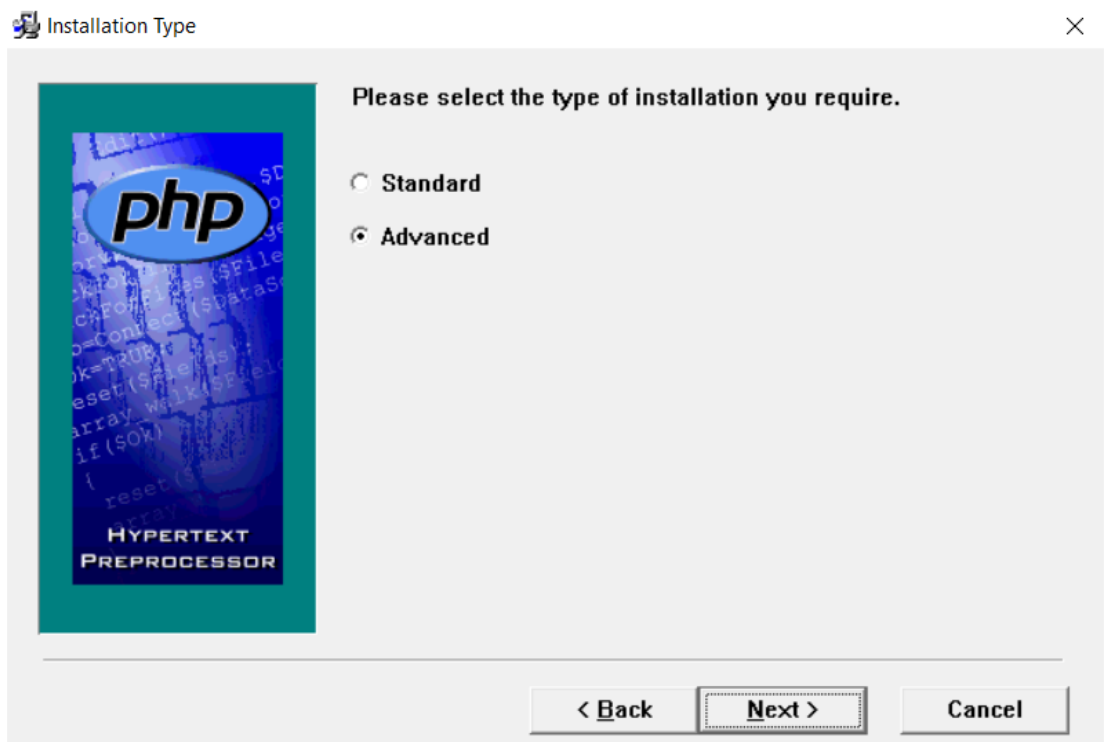 Installation Type
Please select the type of installation you require.
Standard
Advanced
php
HYPERTEXT
PREPROCESSOR
< Back
Next >
Cancel